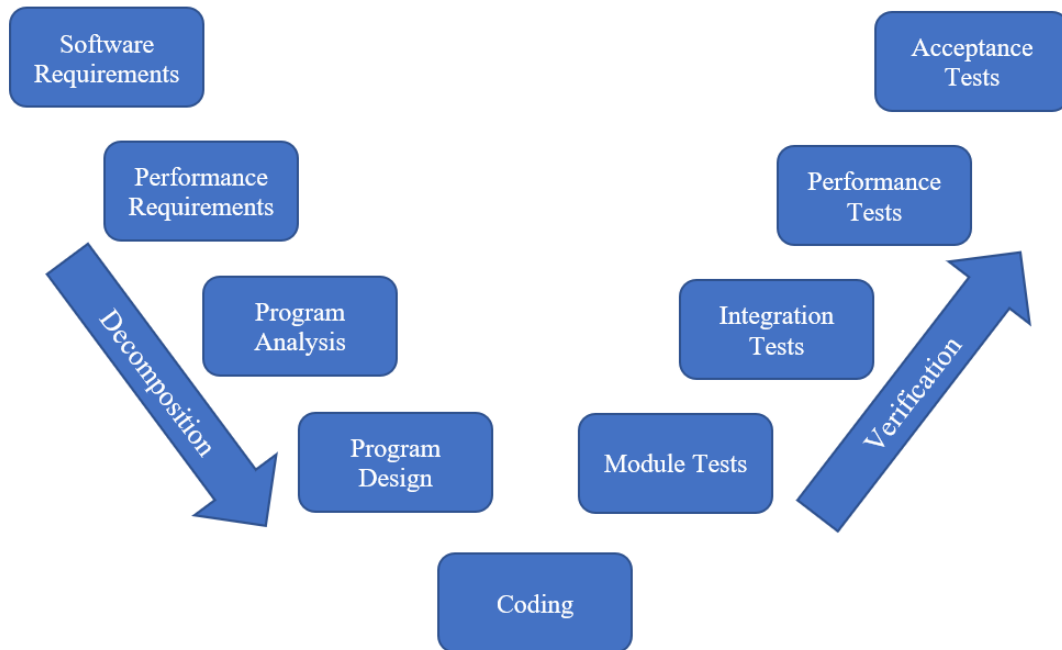 Software
Requirements
Acceptance
Tests
Performance
Requirements
Performance
Tests
Decomposition
Program
Analysis
Integration
Tests
Verification
Program
Design
Module Tests
Coding